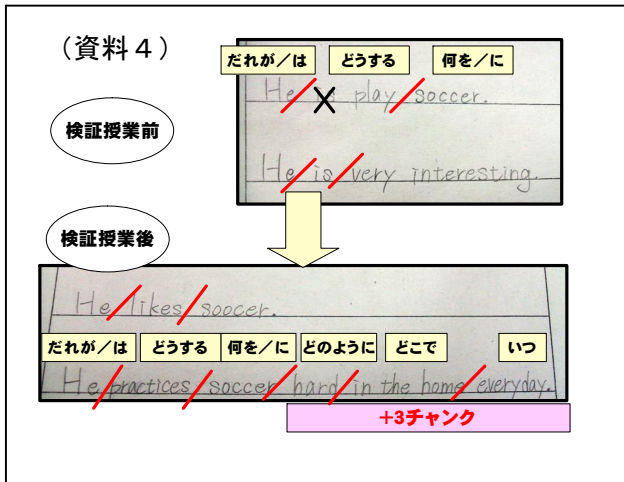 （資料４）
だれが／は どうする 何を／に
He is play soccer.
検証授業前
He is very interesting.
検証授業後
He likes soocer.
だれが／は どうする 何を／に どのように どこで いつ
He practices soccer hard in the home everyday.
+3チャンク